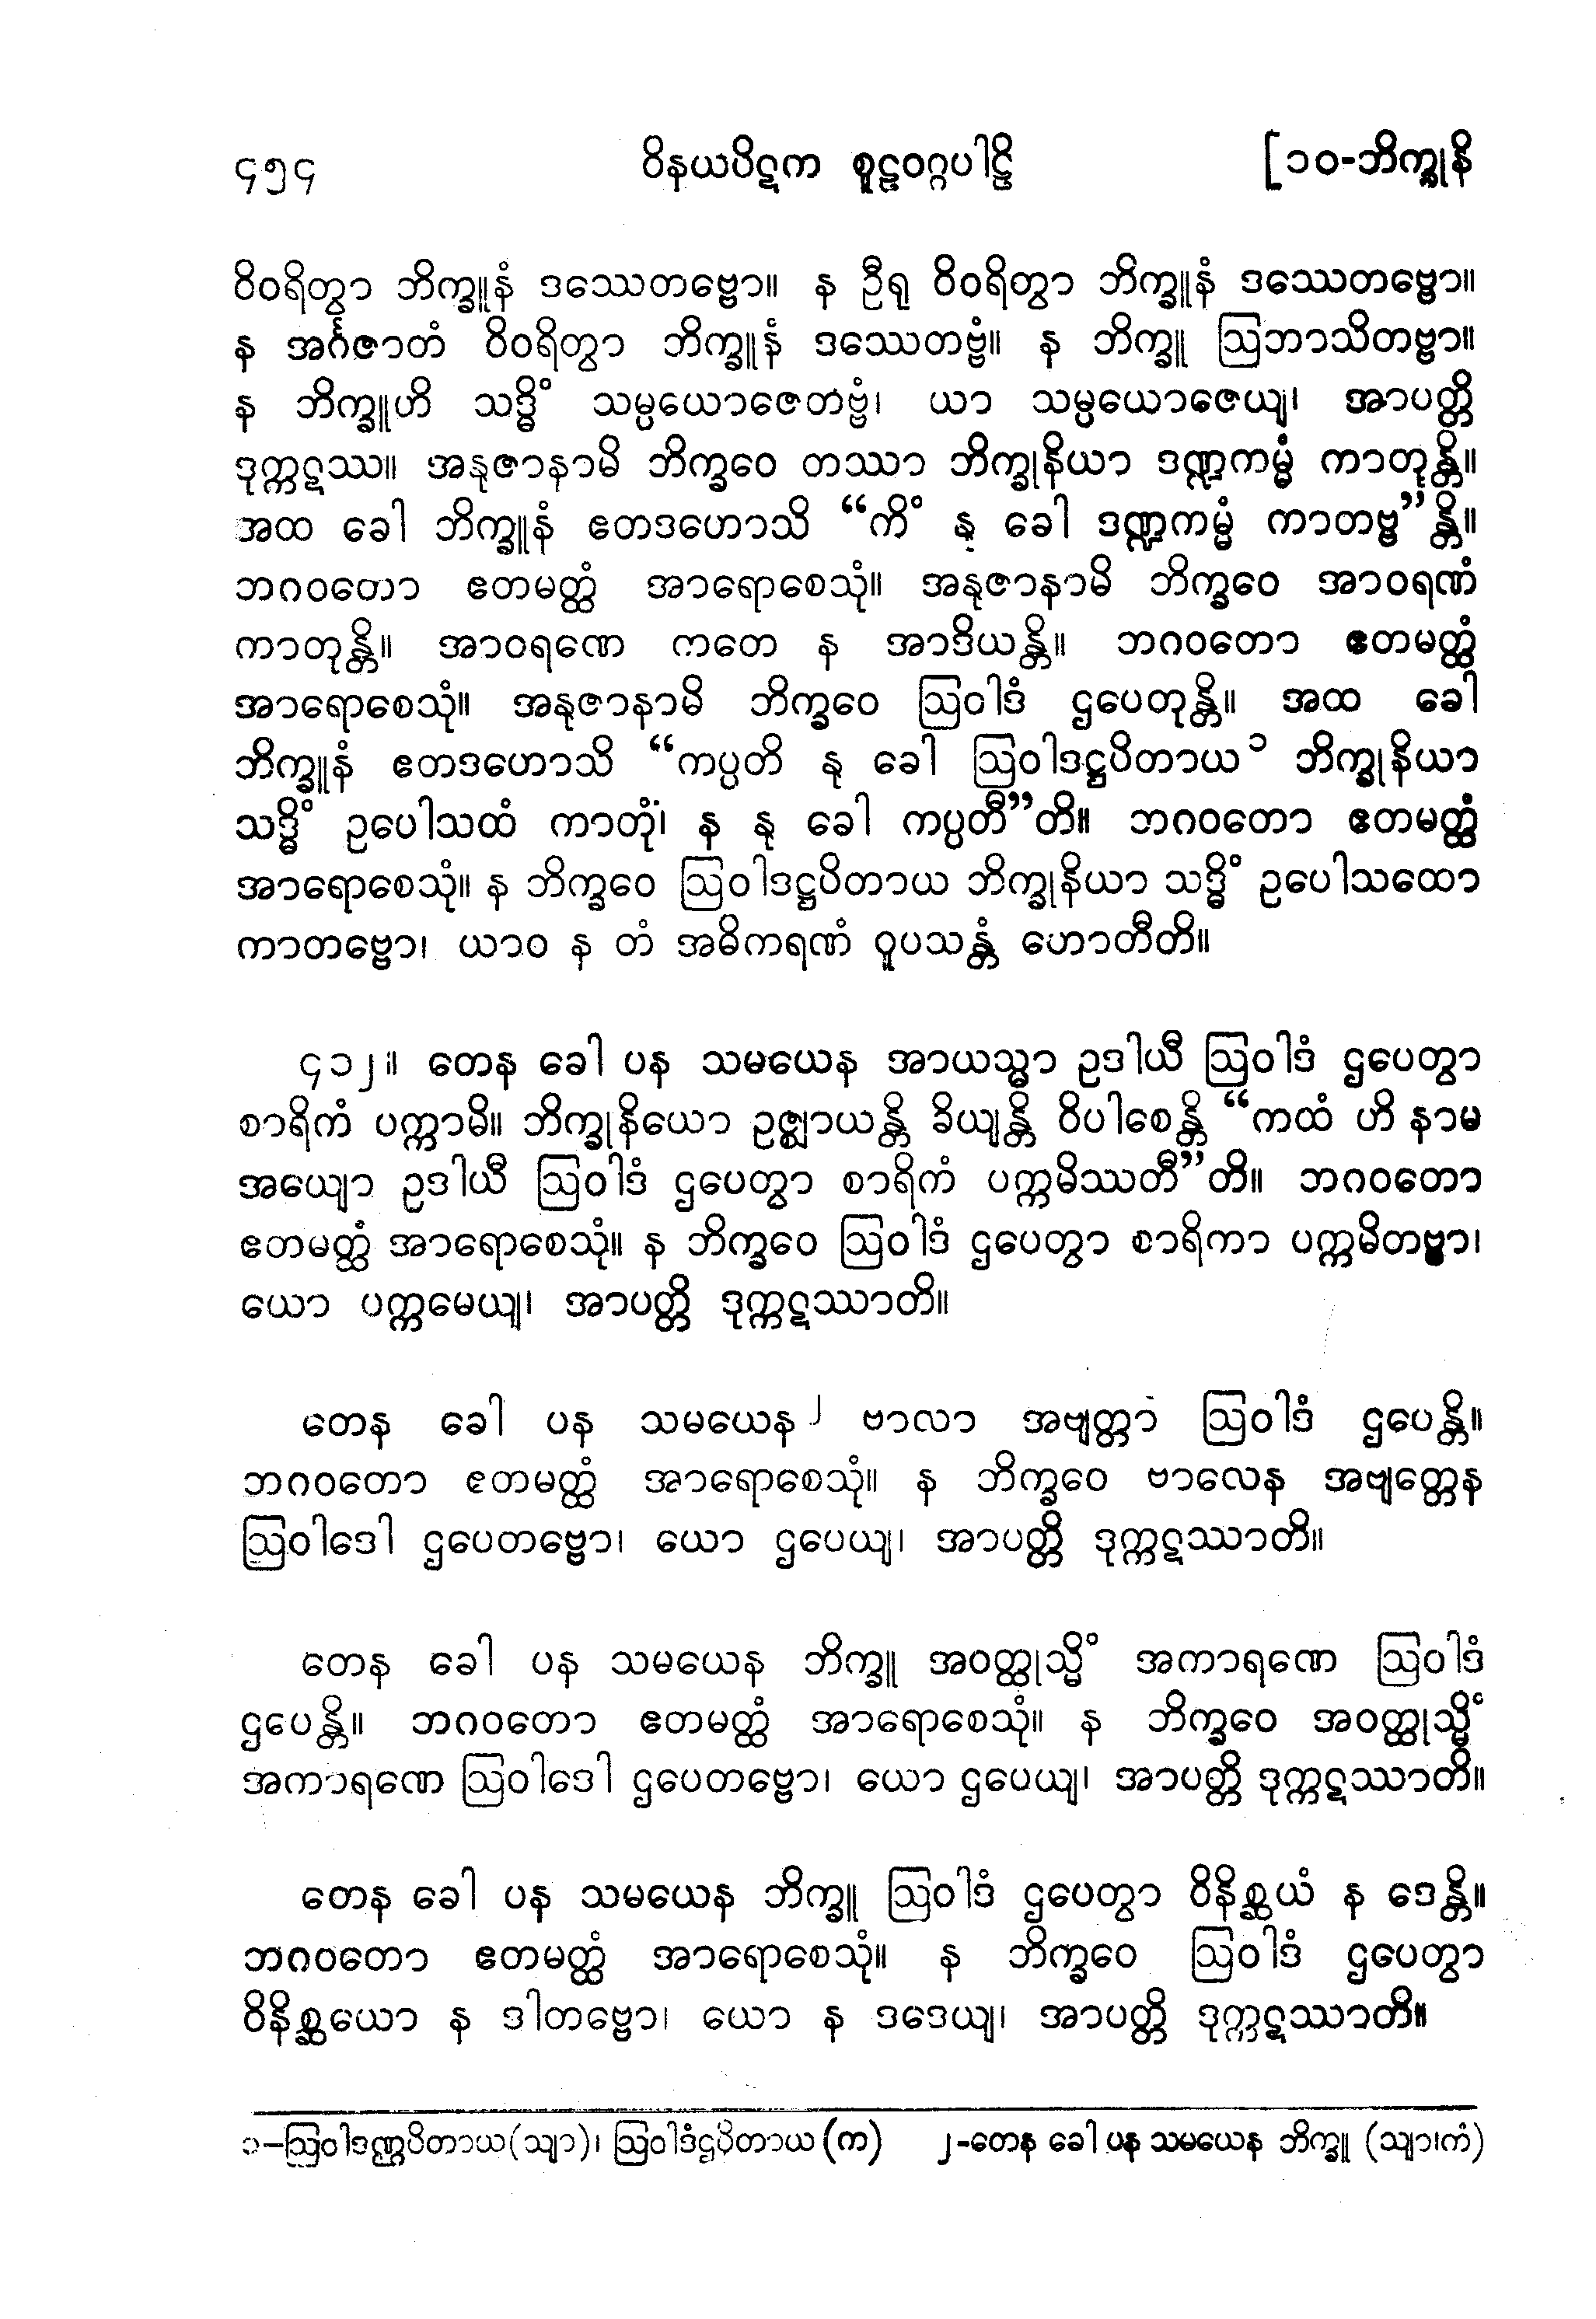 ၄၅၄ ဝိနယပိဋက စူဠဝဂ္ဂပါဠိ [၁၀-ဘိက္ခုနိ
ဝိဝရိတွာ ဘိက္ခူနံ ဒဿေတဗ္ဗော။ န ဦရု ဝိဝရိတွာ ဘိက္ခူနံ ဒဿေတဗ္ဗော။
န အင်္ဂဇာတံ ဝိဝရိတွာ ဘိက္ခူနံ ဒဿေတဗ္ဗံ။ န ဘိက္ခူ ဩဘာသိတဗ္ဗာ။
န ဘိက္ခူဟိ သဒ္ဓိံ သမ္ပယောဇေတဗ္ဗံ၊ ယာ သမ္ပယောဇေယျ၊ အာပတ္တိ
ဒုက္ကဋဿ။ အနုဇာနာမိ ဘိက္ခဝေ တဿာ ဘိက္ခုနိယာ ဒဏ္ဍကမ္မံ ကာတုန္တိ။
အထ ခေါ ဘိက္ခူနံ ဧတဒဟောသိ “ကိံ နု ခေါ ဒဏ္ဍကမ္မံ ကာတဗ္ဗ”န္တိ။
ဘဂဝတော ဧတမတ္ထံ အာရောစေသုံ။ အနုဇာနာမိ ဘိက္ခဝေ အာဝရဏံ
ကာတုန္တိ။ အာဝရဏေ ကတေ န အာဒိယန္တိ။ ဘဂဝတော ဧတမတ္ထံ
အာရောစေသုံ။ အနုဇာနာမိ ဘိက္ခဝေ ဩဝါဒံ ဌပေတုန္တိ။ အထ ခေါ
ဘိက္ခူနံ ဧတဒဟောသိ “ကပ္ပတိ နု ခေါ ဩဝါဒဋ္ဌပိတာယ ၁ ဘိက္ခုနိယာ
သဒ္ဓိံ ဥပေါသထံ ကာတုံ၊ န နု ခေါ ကပ္ပတီ”တိ။ ဘဂဝတော ဧတမတ္ထံ
အာရောစေသုံ။ န ဘိက္ခဝေ ဩဝါဒဋ္ဌပိတာယ ဘိက္ခုနိယာ သဒ္ဓိံ ဥပေါသထော
ကာတဗ္ဗော၊ ယာဝ န တံ အဓိကရဏံ ဝူပသန္တံ ဟောတီတိ။
၄၁၂။ တေန ခေါ ပန သမယေန အာယသ္မာ ဥဒါယီ ဩဝါဒံ ဌပေတွာ
စာရိကံ ပက္ကာမိ။ ဘိက္ခုနိယော ဥဇ္ဈာယန္တိ ခိယျန္တိ ဝိပါစေန္တိ “ကထံ ဟိ နာမ
အယျော ဥဒါယီ ဩဝါဒံ ဌပေတွာ စာရိကံ ပက္ကမိဿတီ”တိ။ ဘဂဝတော
ဧတမတ္ထံ အာရောစေသုံ။ န ဘိက္ခဝေ ဩဝါဒံ ဌပေတွာ စာရိကာ ပက္ကမိတဗ္ဗာ၊
ယော ပက္ကမေယျ၊ အာပတ္တိ ဒုက္ကဋဿာတိ။
တေန ခေါ ပန သမယေန ၂ ဗာလာ အဗျတ္တာ ဩဝါဒံ ဌပေန္တိ။
ဘဂဝတော ဧတမတ္ထံ အာရောစေသုံ။ န ဘိက္ခဝေ ဗာလေန အဗျတ္တေန
ဩဝါဒေါ ဌပေတဗ္ဗော၊ ယော ဌပေယျ၊ အာပတ္တိ ဒုက္ကဋဿာတိ။
တေန ခေါ ပန သမယေန ဘိက္ခူ အဝတ္ထုသ္မိံ အကာရဏေ ဩဝါဒံ
ဌပေန္တိ။ ဘဂဝတော ဧတမတ္ထံ အာရောစေသုံ။ န ဘိက္ခဝေ အဝတ္ထုသ္မိံ
အကာရဏေ ဩဝါဒေါ ဌပေတဗ္ဗော၊ ယော ဌပေယျ၊ အာပတ္တိ ဒုက္ကဋဿာတိ။
တေန ခေါ ပန သမယေန ဘိက္ခူ ဩဝါဒံ ဌပေတွာ ဝိနိစ္ဆယံ န ဒေန္တိ။
ဘဂဝတော ဧတမတ္ထံ အာရောစေသုံ။ န ဘိက္ခဝေ ဩဝါဒံ ဌပေတွာ
ဝိနိစ္ဆယော န ဒါတဗ္ဗော၊ ယော န ဒဒေယျ၊ အာပတ္တိ ဒုက္ကဋဿာတိ။
၁–ဩဝါဒဏ္ဌပိတာယ(သျာ)၊ ဩဝါဒံဌပိတာယ (က) ၂-တေန ခေါ ပန သမယေန ဘိက္ခူ (သျာ၊ကံ)